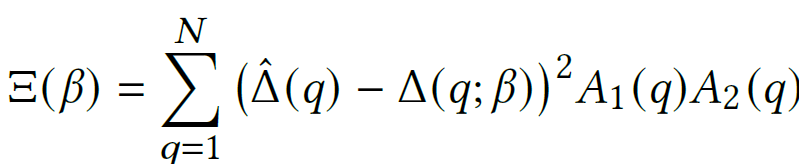 Ξ(β) = ∑_{q=1}^{N} (Δ̂(q) − Δ(q; β))² A₁(q)A₂(q)